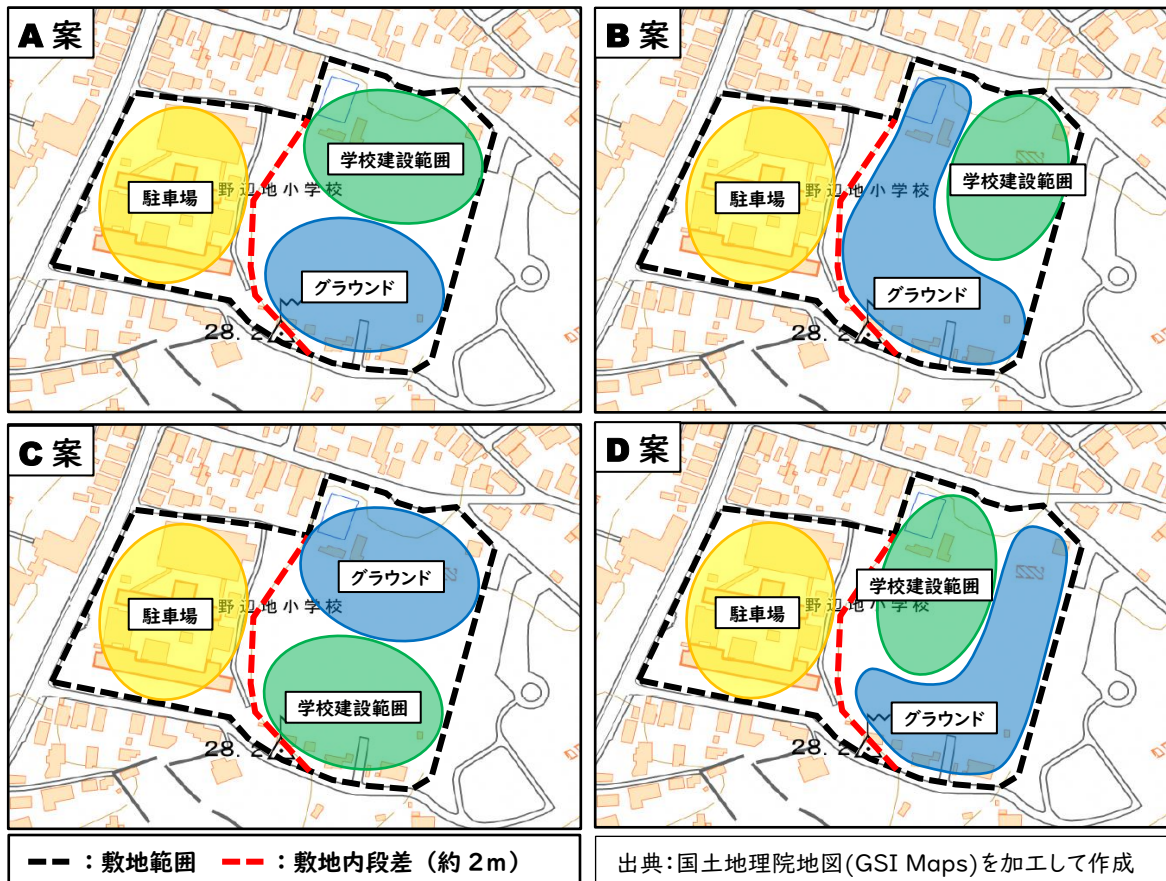 A 案
学校建設範囲
駐車場
野辺地小学校
グラウンド
28.2
B 案
学校建設範囲
駐車場
野辺地小学校
グラウンド
28.2
C 案
グラウンド
駐車場
野辺地小学校
学校建設範囲
28.2
D 案
学校建設範囲
駐車場
野辺地小学校
グラウンド
28.2
：敷地範囲 ：敷地内段差（約２ｍ）
出典：国土地理院地図(GSI Maps)を加工して作成